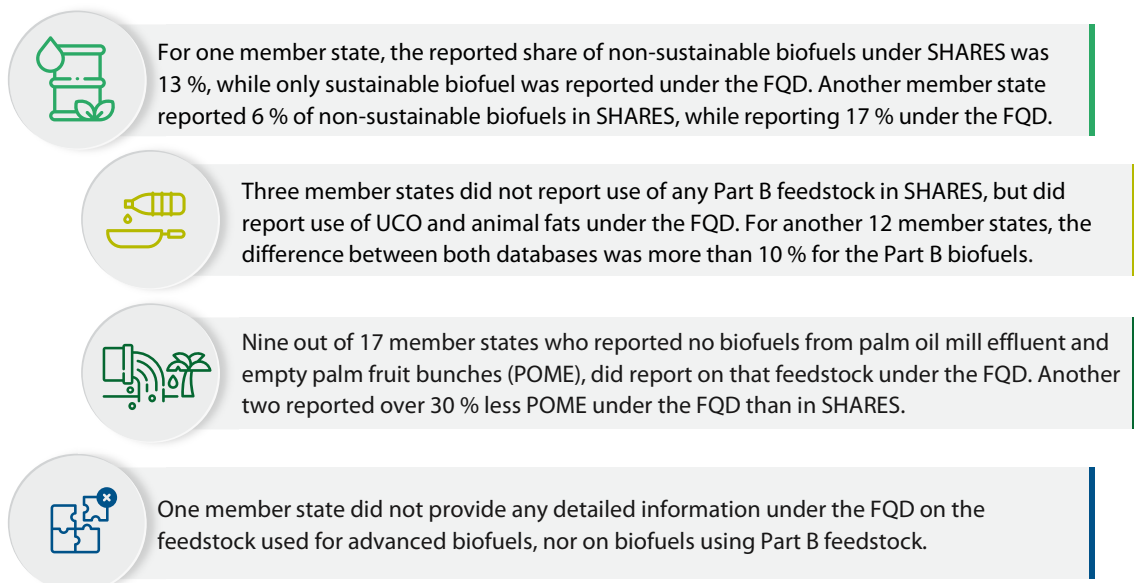 For one member state, the reported share of non-sustainable biofuels under SHARES was
13 %, while only sustainable biofuel was reported under the FQD. Another member state
reported 6 % of non-sustainable biofuels in SHARES, while reporting 17 % under the FQD.
Three member states did not report use of any Part B feedstock in SHARES, but did
report use of UCO and animal fats under the FQD. For another 12 member states, the
difference between both databases was more than 10 % for the Part B biofuels.
Nine out of 17 member states who reported no biofuels from palm oil mill effluent and
empty palm fruit bunches (POME), did report on that feedstock under the FQD. Another
two reported over 30 % less POME under the FQD than in SHARES.
One member state did not provide any detailed information under the FQD on the
feedstock used for advanced biofuels, nor on biofuels using Part B feedstock.